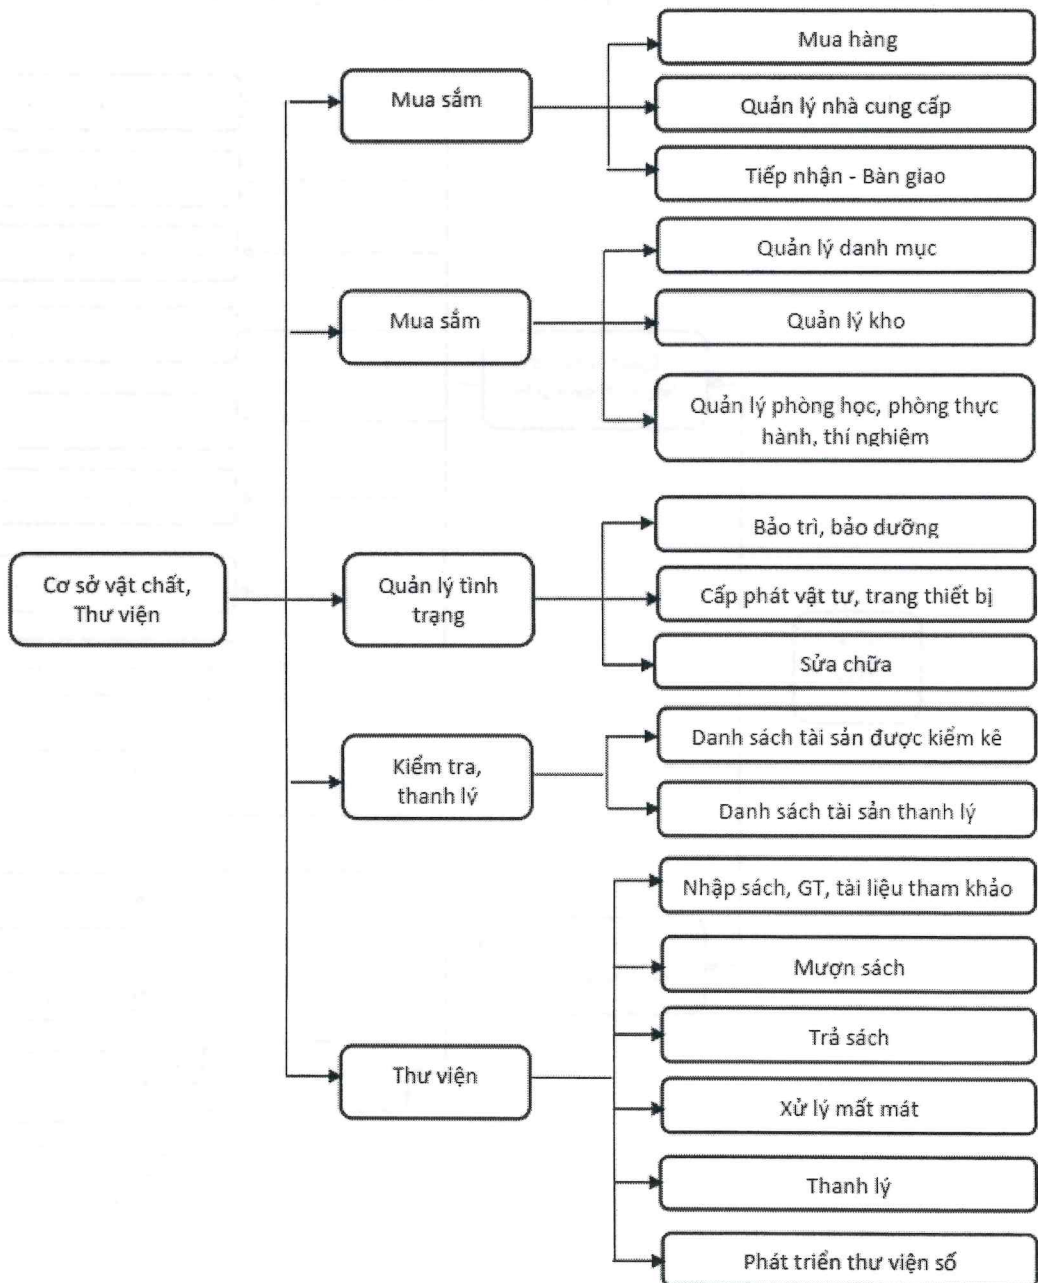 Mua hàng
Mua sắm
Quản lý nhà cung cấp
Tiếp nhận - Bàn giao
Quản lý danh mục
Mua sắm
Quản lý kho
Quản lý phòng học, phòng thực
hành, thí nghiệm
Bảo trì, bảo dưỡng
Cơ sở vật chất,
Thư viện
Quản lý tình
trạng
Cấp phát vật tư, trang thiết bị
Sửa chữa
Danh sách tài sản được kiểm kê
Kiểm tra,
thanh lý
Danh sách tài sản thanh lý
Nhập sách, GT, tài liệu tham khảo
Mượn sách
Trả sách
Thư viện
Xử lý mất mát
Thanh lý
Phát triển thư viện số